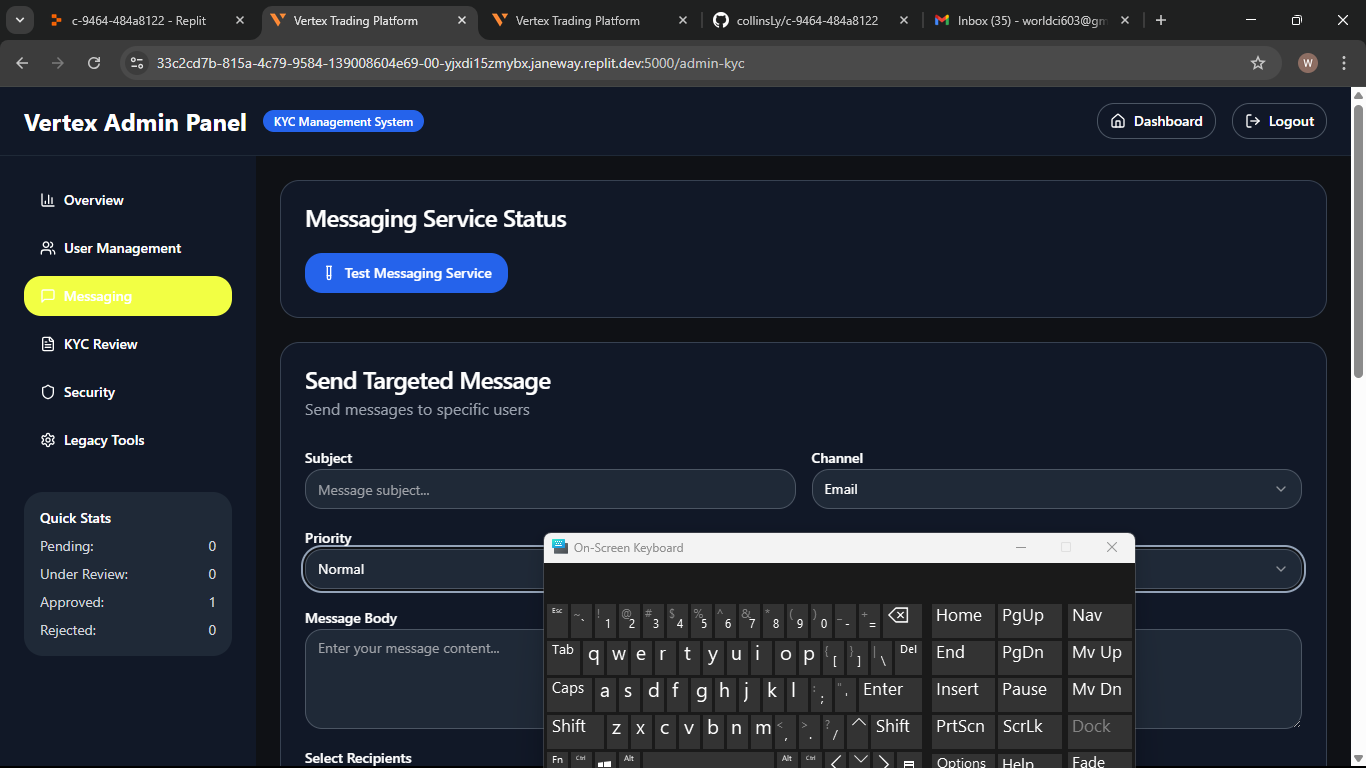 c-9464-484a8122 - Replit
Vertex Trading Platform
Vertex Trading Platform
collinsLy/c-9464-484a8122
Inbox (35) - worldci603@gm
33c2cd7b-815a-4c79-9584-139008604e69-00-yjxdi15zmybx.janeway.replit.dev:5000/admin-kyc
W
Vertex Admin Panel
KYC Management System
Dashboard
Logout
Overview
User Management
Messaging
KYC Review
Security
Legacy Tools
Quick Stats
Pending: 0
Under Review: 0
Approved: 1
Rejected: 0
Messaging Service Status
Test Messaging Service
Send Targeted Message
Send messages to specific users
Subject
Message subject...
Channel
Email
Priority
Normal
Message Body
Enter your message content...
Select Recipients
On-Screen Keyboard
Esc ~ ` ! 1 @ 2 # 3 $ 4 % 5 ^ 6 & 7 * 8 ( 9 ) 0 _ - + = Home PgUp Nav
Tab q w e r t y u i o p { [ } ] | \ Del End PgDn Mv Up
Caps a s d f g h j k l : ; " ' Enter Insert Pause Mv Dn
Shift z x c v b n m < , > . ? / Shift PrtScn ScrLk Dock
Fn Ctrl Alt Alt Ctrl Options Help Fade